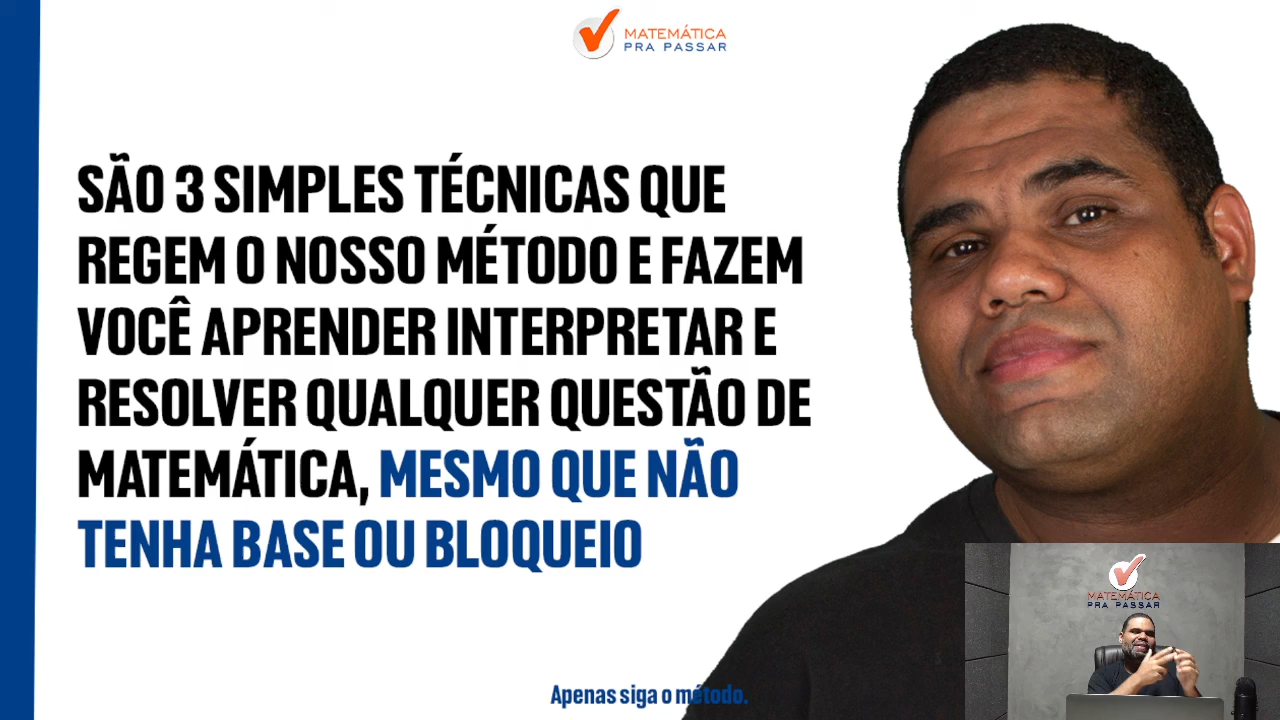 MATEMÁTICA
PRA PASSAR
SÃO 3 SIMPLES TÉCNICAS QUE
REGEM O NOSSO MÉTODO E FAZEM
VOCÊ APRENDER INTERPRETAR E
RESOLVER QUALQUER QUESTÃO DE
MATEMÁTICA, MESMO QUE NÃO
TENHA BASE OU BLOQUEIO
MATEMÁTICA
PRA PASSAR
Apenas siga o método.